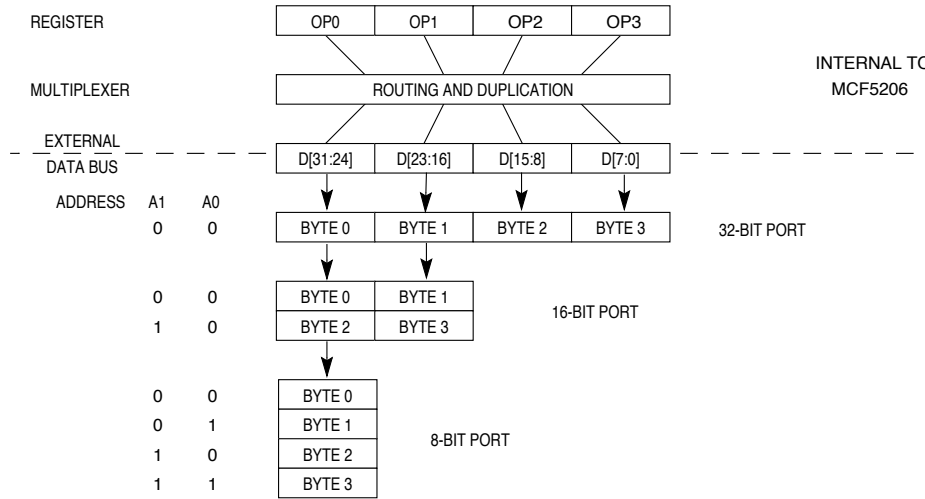 REGISTER OP0 OP1 OP2 OP3
INTERNAL TO
MULTIPLEXER ROUTING AND DUPLICATION MCF5206
EXTERNAL
DATA BUS D[31:24] D[23:16] D[15:8] D[7:0]
ADDRESS A1 A0
0 0 BYTE 0 BYTE 1 BYTE 2 BYTE 3 32-BIT PORT
0 0 BYTE 0 BYTE 1
16-BIT PORT
1 0 BYTE 2 BYTE 3
0 0 BYTE 0
0 1 BYTE 1
8-BIT PORT
1 0 BYTE 2
1 1 BYTE 3